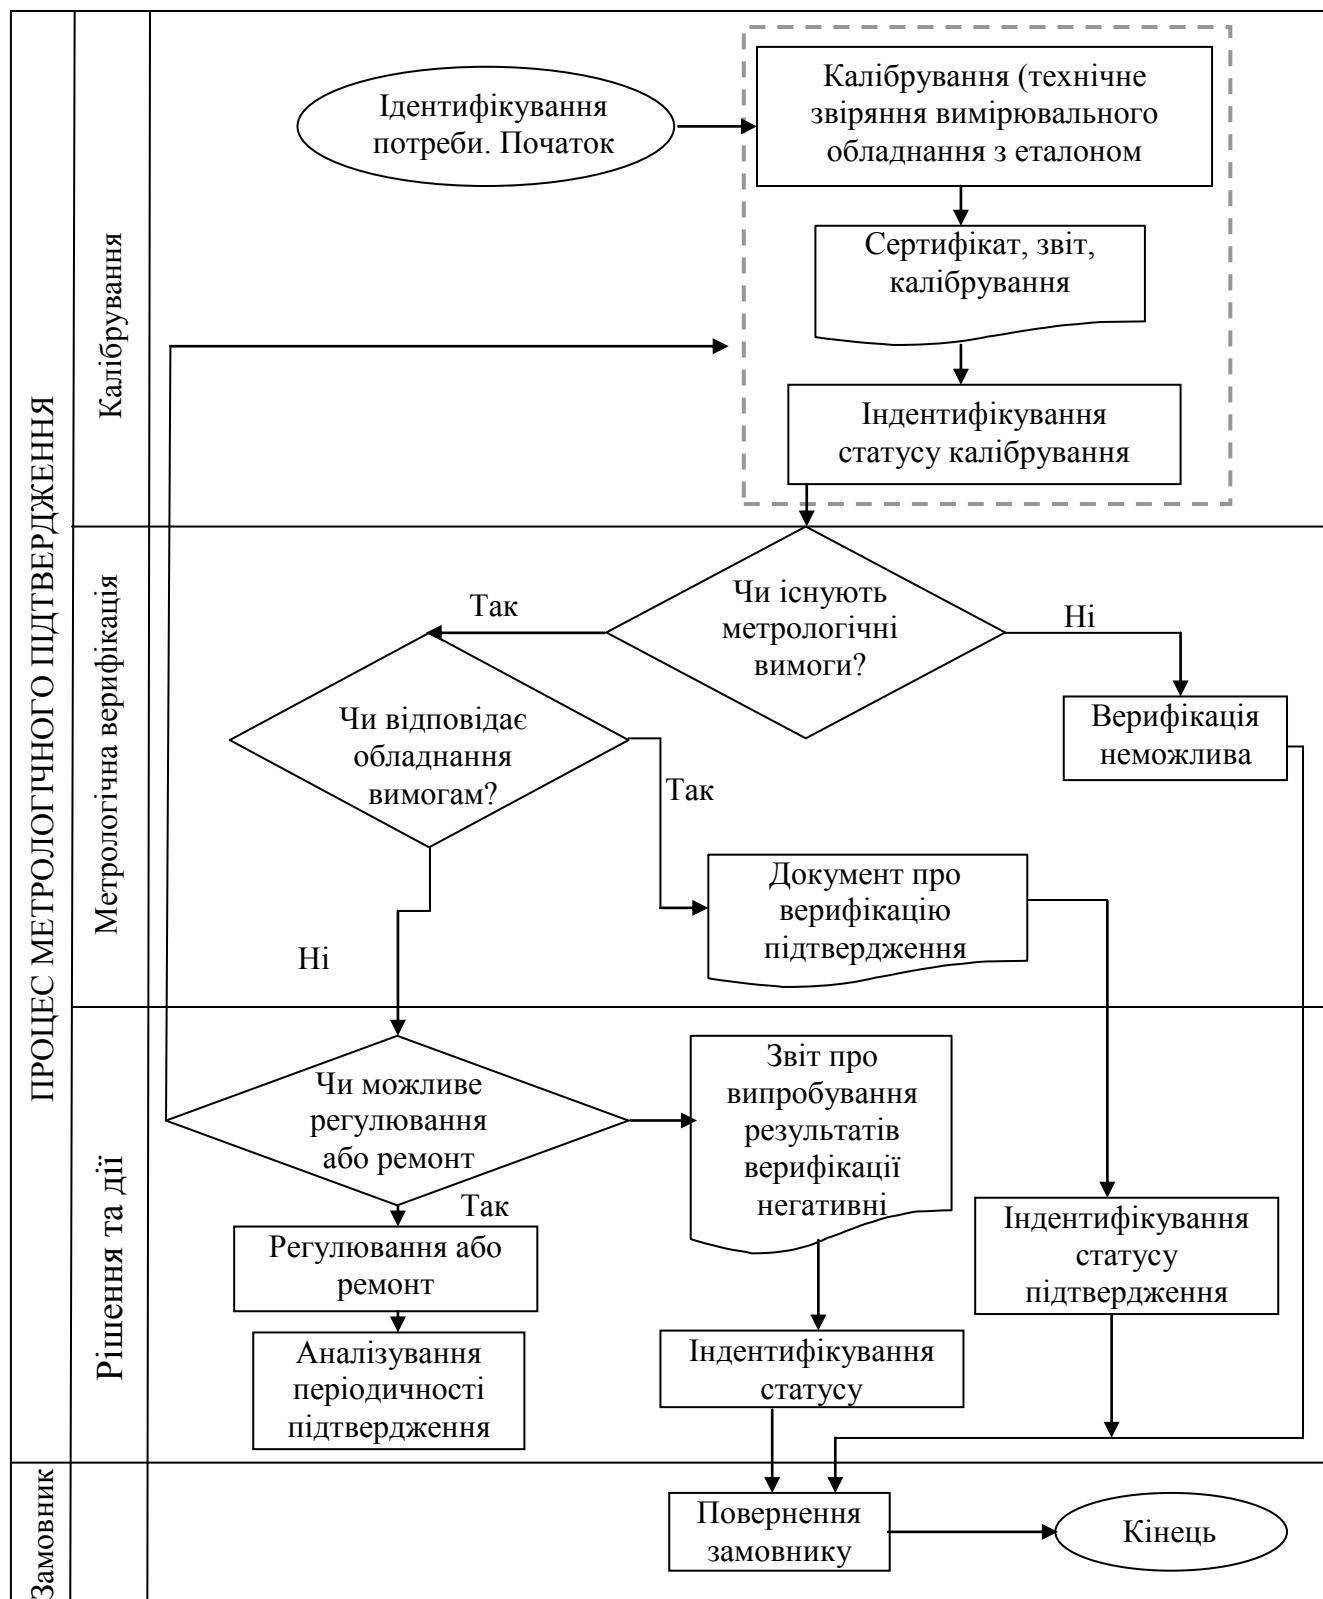 ПРОЦЕС МЕТРОЛОГІЧНОГО ПІДТВЕРДЖЕННЯ
Калібрування
Ідентифікування
потреби. Початок
Калібрування (технічне
звіряння вимірювального
обладнання з еталоном
Сертифікат, звіт,
калібрування
Індентифікування
статусу калібрування
Метрологічна верифікація
Чи існують
метрологічні
вимоги?
Так
Ні
Чи відповідає
обладнання
вимогам?
Верифікація
неможлива
Так
Документ про
верифікацію
підтвердження
Ні
Рішення та дії
Чи можливе
регулювання
або ремонт
Звіт про
випробування
результатів
верифікації
негативні
Так
Регулювання або
ремонт
Індентифікування
статусу
підтвердження
Аналізування
періодичності
підтвердження
Індентифікування
статусу
Замовник
Повернення
замовнику
Кінець